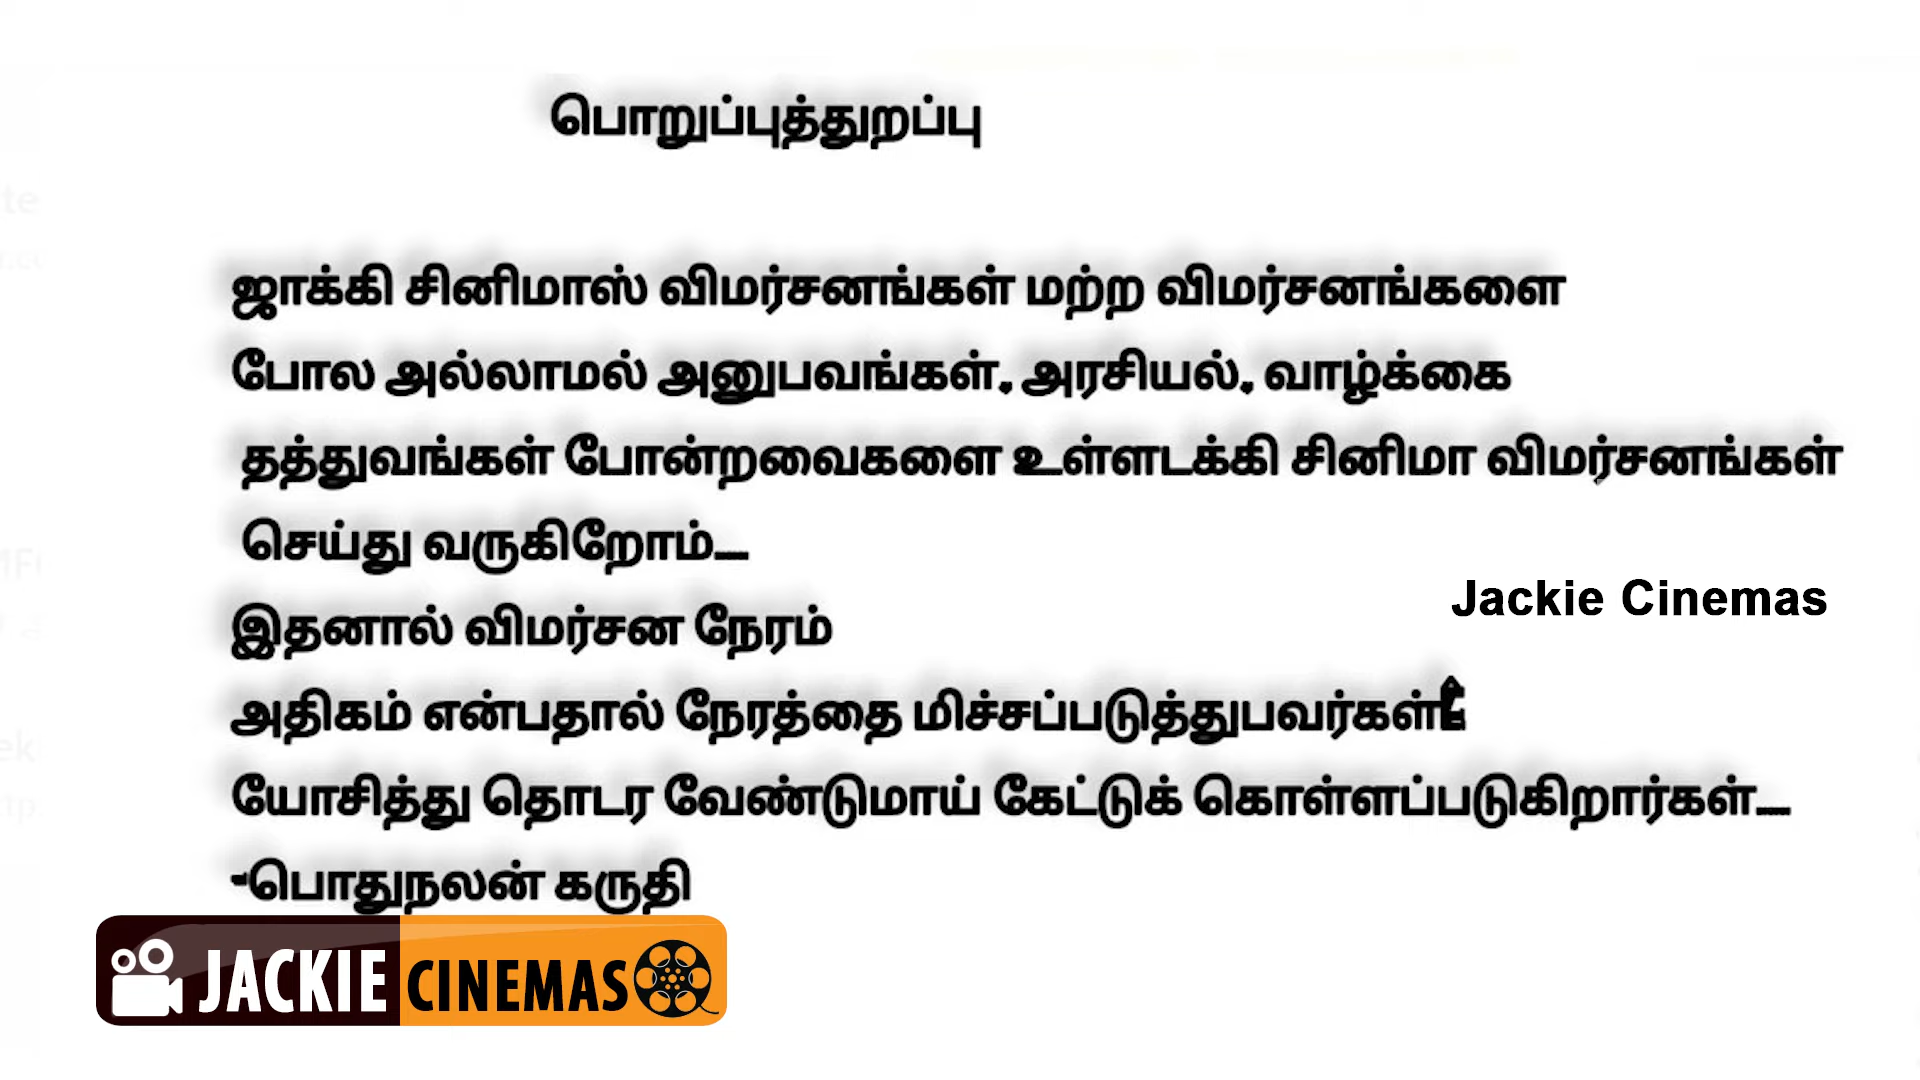 பொறுப்புத்துறப்பு
ஜாக்கி சினிமாஸ் விமர்சனங்கள் மற்ற விமர்சனங்களை
போல அல்லாமல் அனுபவங்கள், அரசியல், வாழ்க்கை
தத்துவங்கள் போன்றவைகளை உள்ளடக்கி சினிமா விமர்சனங்கள்
செய்து வருகிறோம்...
இதனால் விமர்சன நேரம்
Jackie Cinemas
அதிகம் என்பதால் நேரத்தை மிச்சப்படுத்துபவர்கள்
யோசித்து தொடர வேண்டுமாய் கேட்டுக் கொள்ளப்படுகிறார்கள்...
-பொதுநலன் கருதி
JACKIE CINEMAS